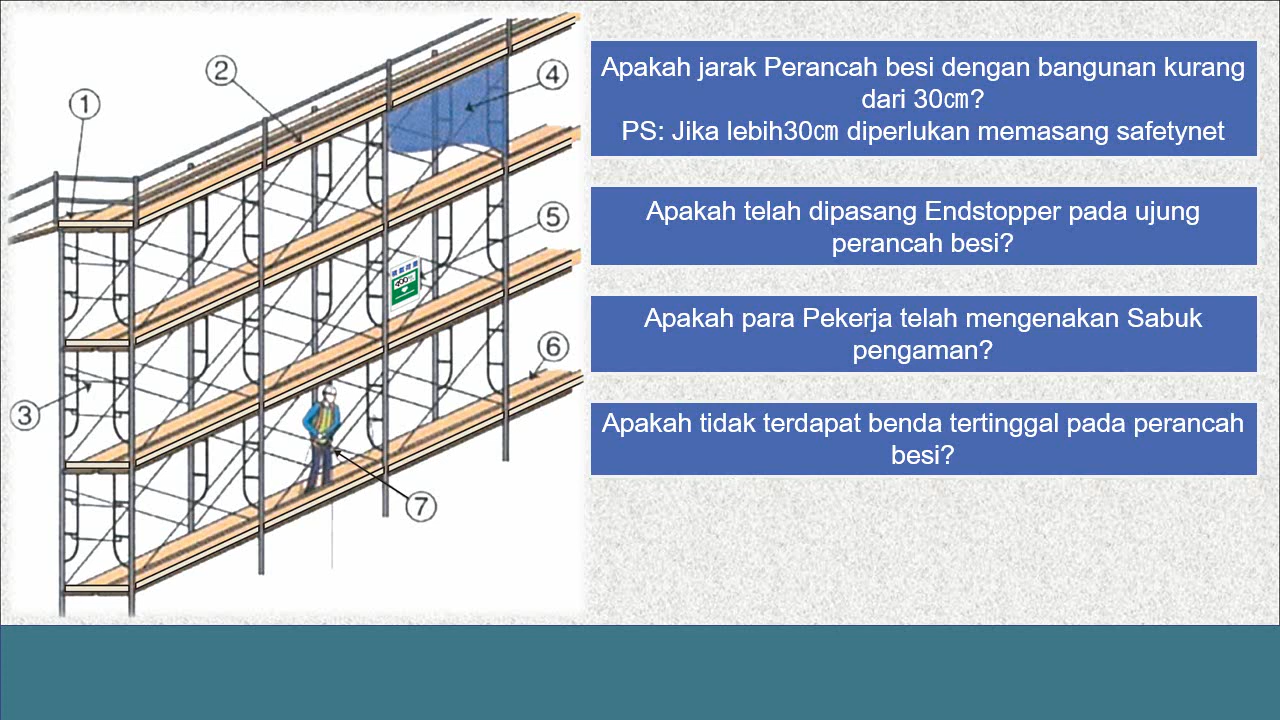 ①
②
③
④
⑤
⑥
⑦
Apakah jarak Perancah besi dengan bangunan kurang
dari 30㎝?
PS: Jika lebih30㎝ diperlukan memasang safetynet
Apakah telah dipasang Endstopper pada ujung
perancah besi?
Apakah para Pekerja telah mengenakan Sabuk
pengaman?
Apakah tidak terdapat benda tertinggal pada perancah
besi?